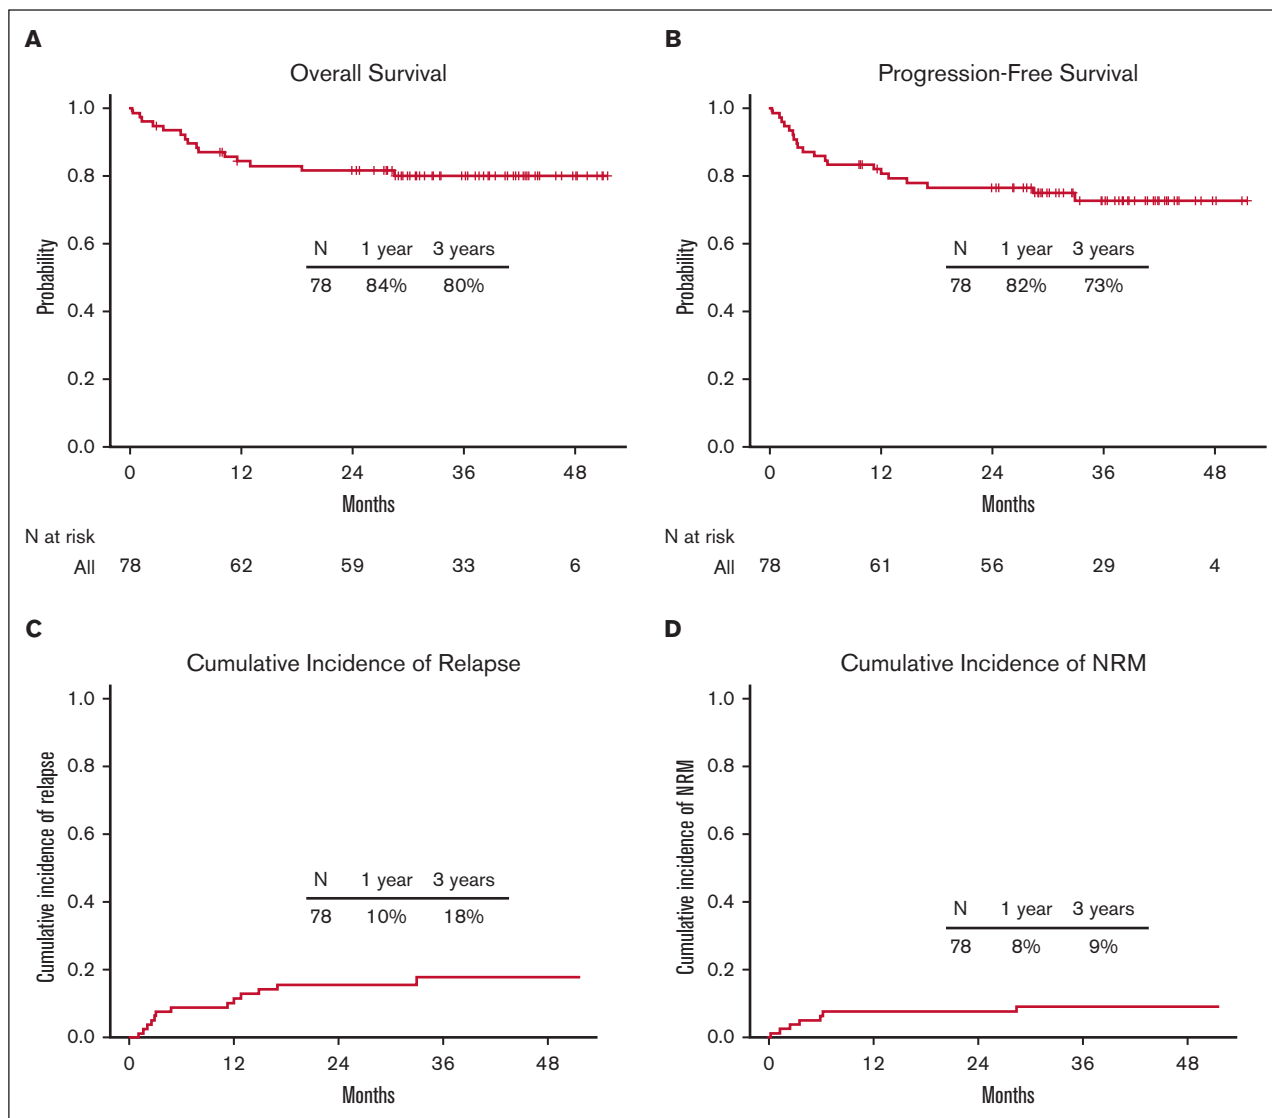 A
Overall Survival
Probability
1.0
0.8
0.6
0.4
0.2
0.0
N 1 year 3 years
78 84% 80%
0 12 24 36 48
Months
N at risk
All 78 62 59 33 6
B
Progression-Free Survival
Probability
1.0
0.8
0.6
0.4
0.2
0.0
N 1 year 3 years
78 82% 73%
0 12 24 36 48
Months
N at risk
All 78 61 56 29 4
C
Cumulative Incidence of Relapse
Cumulative incidence of relapse
1.0
0.8
0.6
0.4
0.2
0.0
N 1 year 3 years
78 10% 18%
0 12 24 36 48
Months
D
Cumulative Incidence of NRM
Cumulative incidence of NRM
1.0
0.8
0.6
0.4
0.2
0.0
N 1 year 3 years
78 8% 9%
0 12 24 36 48
Months